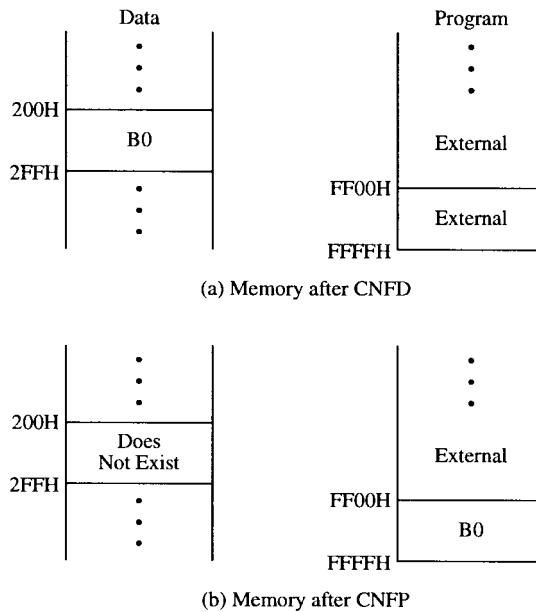 Data
Program
200H
B0
External
2FFH
FF00H
External
FFFFH
(a) Memory after CNFD
200H
Does
Not Exist
External
2FFH
FF00H
B0
FFFFH
(b) Memory after CNFP